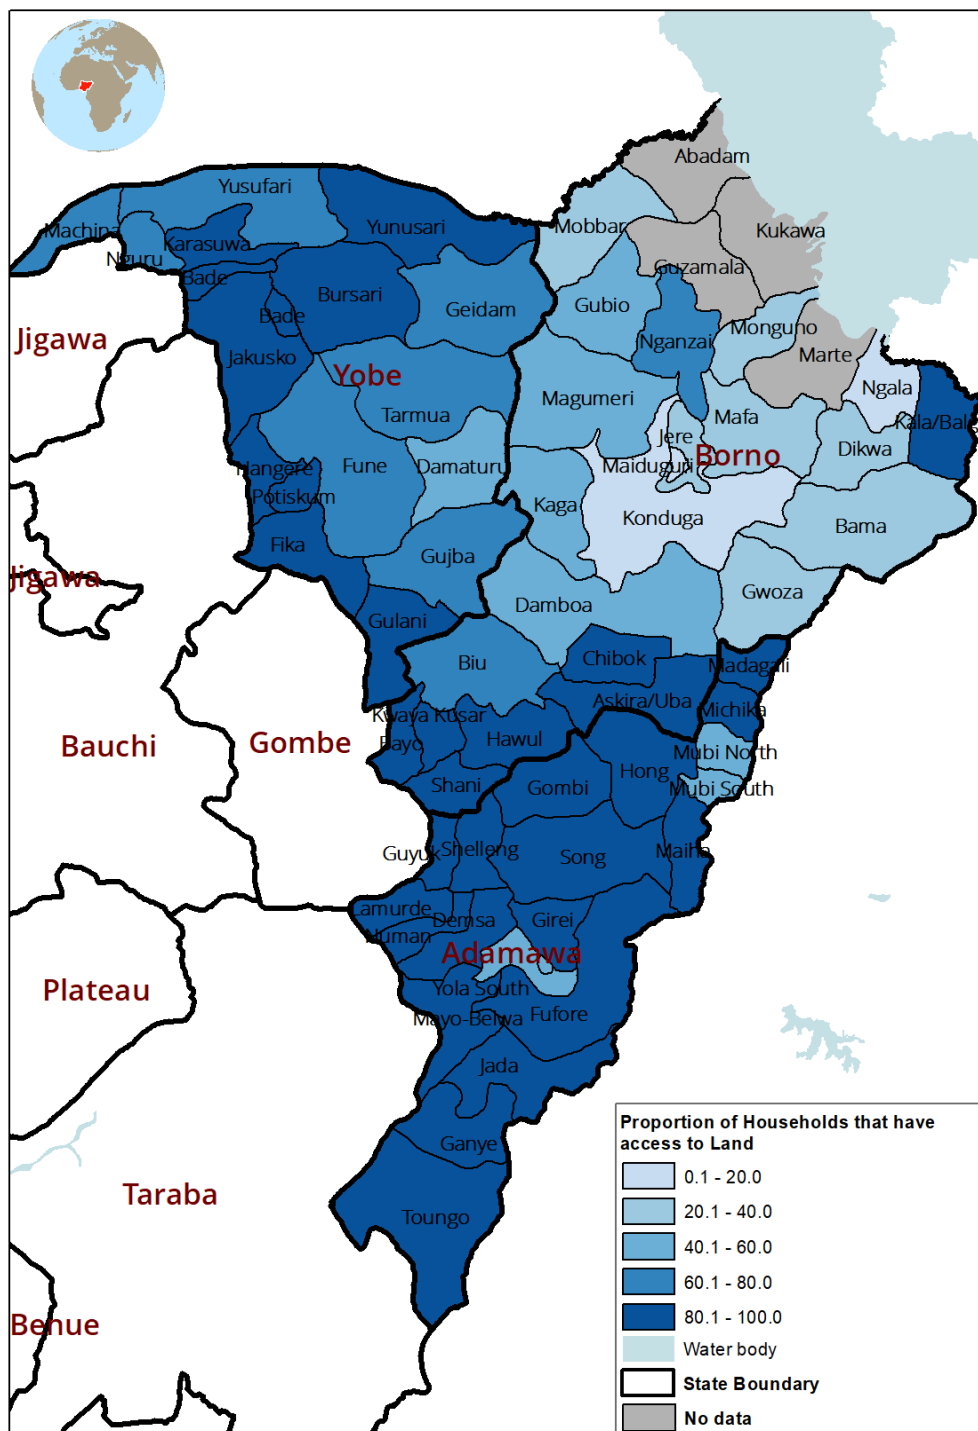 Abadam
Yusufari
Mobbar
Yunusari
Machina
Kukawa
Karasuwa
Nguru
Guzamala
Bade
Bursari
Gubio
Geidam
Bade
Monguno
Jigawa
Nganzai
Marte
Jakusko
Yobe
Ngala
Magumeri
Tarmua
Mafa
Kala/Balge
Jere
Dikwa
Borno
Fune
Damaturu
Maiduguri
Nangere
Potiskum
Kaga
Konduga
Bama
Fika
Gujba
Jigawa
Gwoza
Damboa
Gulani
Chibok
Biu
Madagali
Askira/Uba
Michika
Kwaya Kusar
Bayo
Hawul
Bauchi
Gombe
Mubi North
Hong
Shani
Gombi
Mubi South
Guyuk
Shelleng
Song
Maiha
Lamurde
Demsa
Girei
Numan
Adamawa
Plateau
Yola South
Mayo-Belwa
Fufore
Jada
Ganye
Taraba
Toungo
Benue
Proportion of Households that have
access to Land
0.1 - 20.0
20.1 - 40.0
40.1 - 60.0
60.1 - 80.0
80.1 - 100.0
Water body
State Boundary
No data